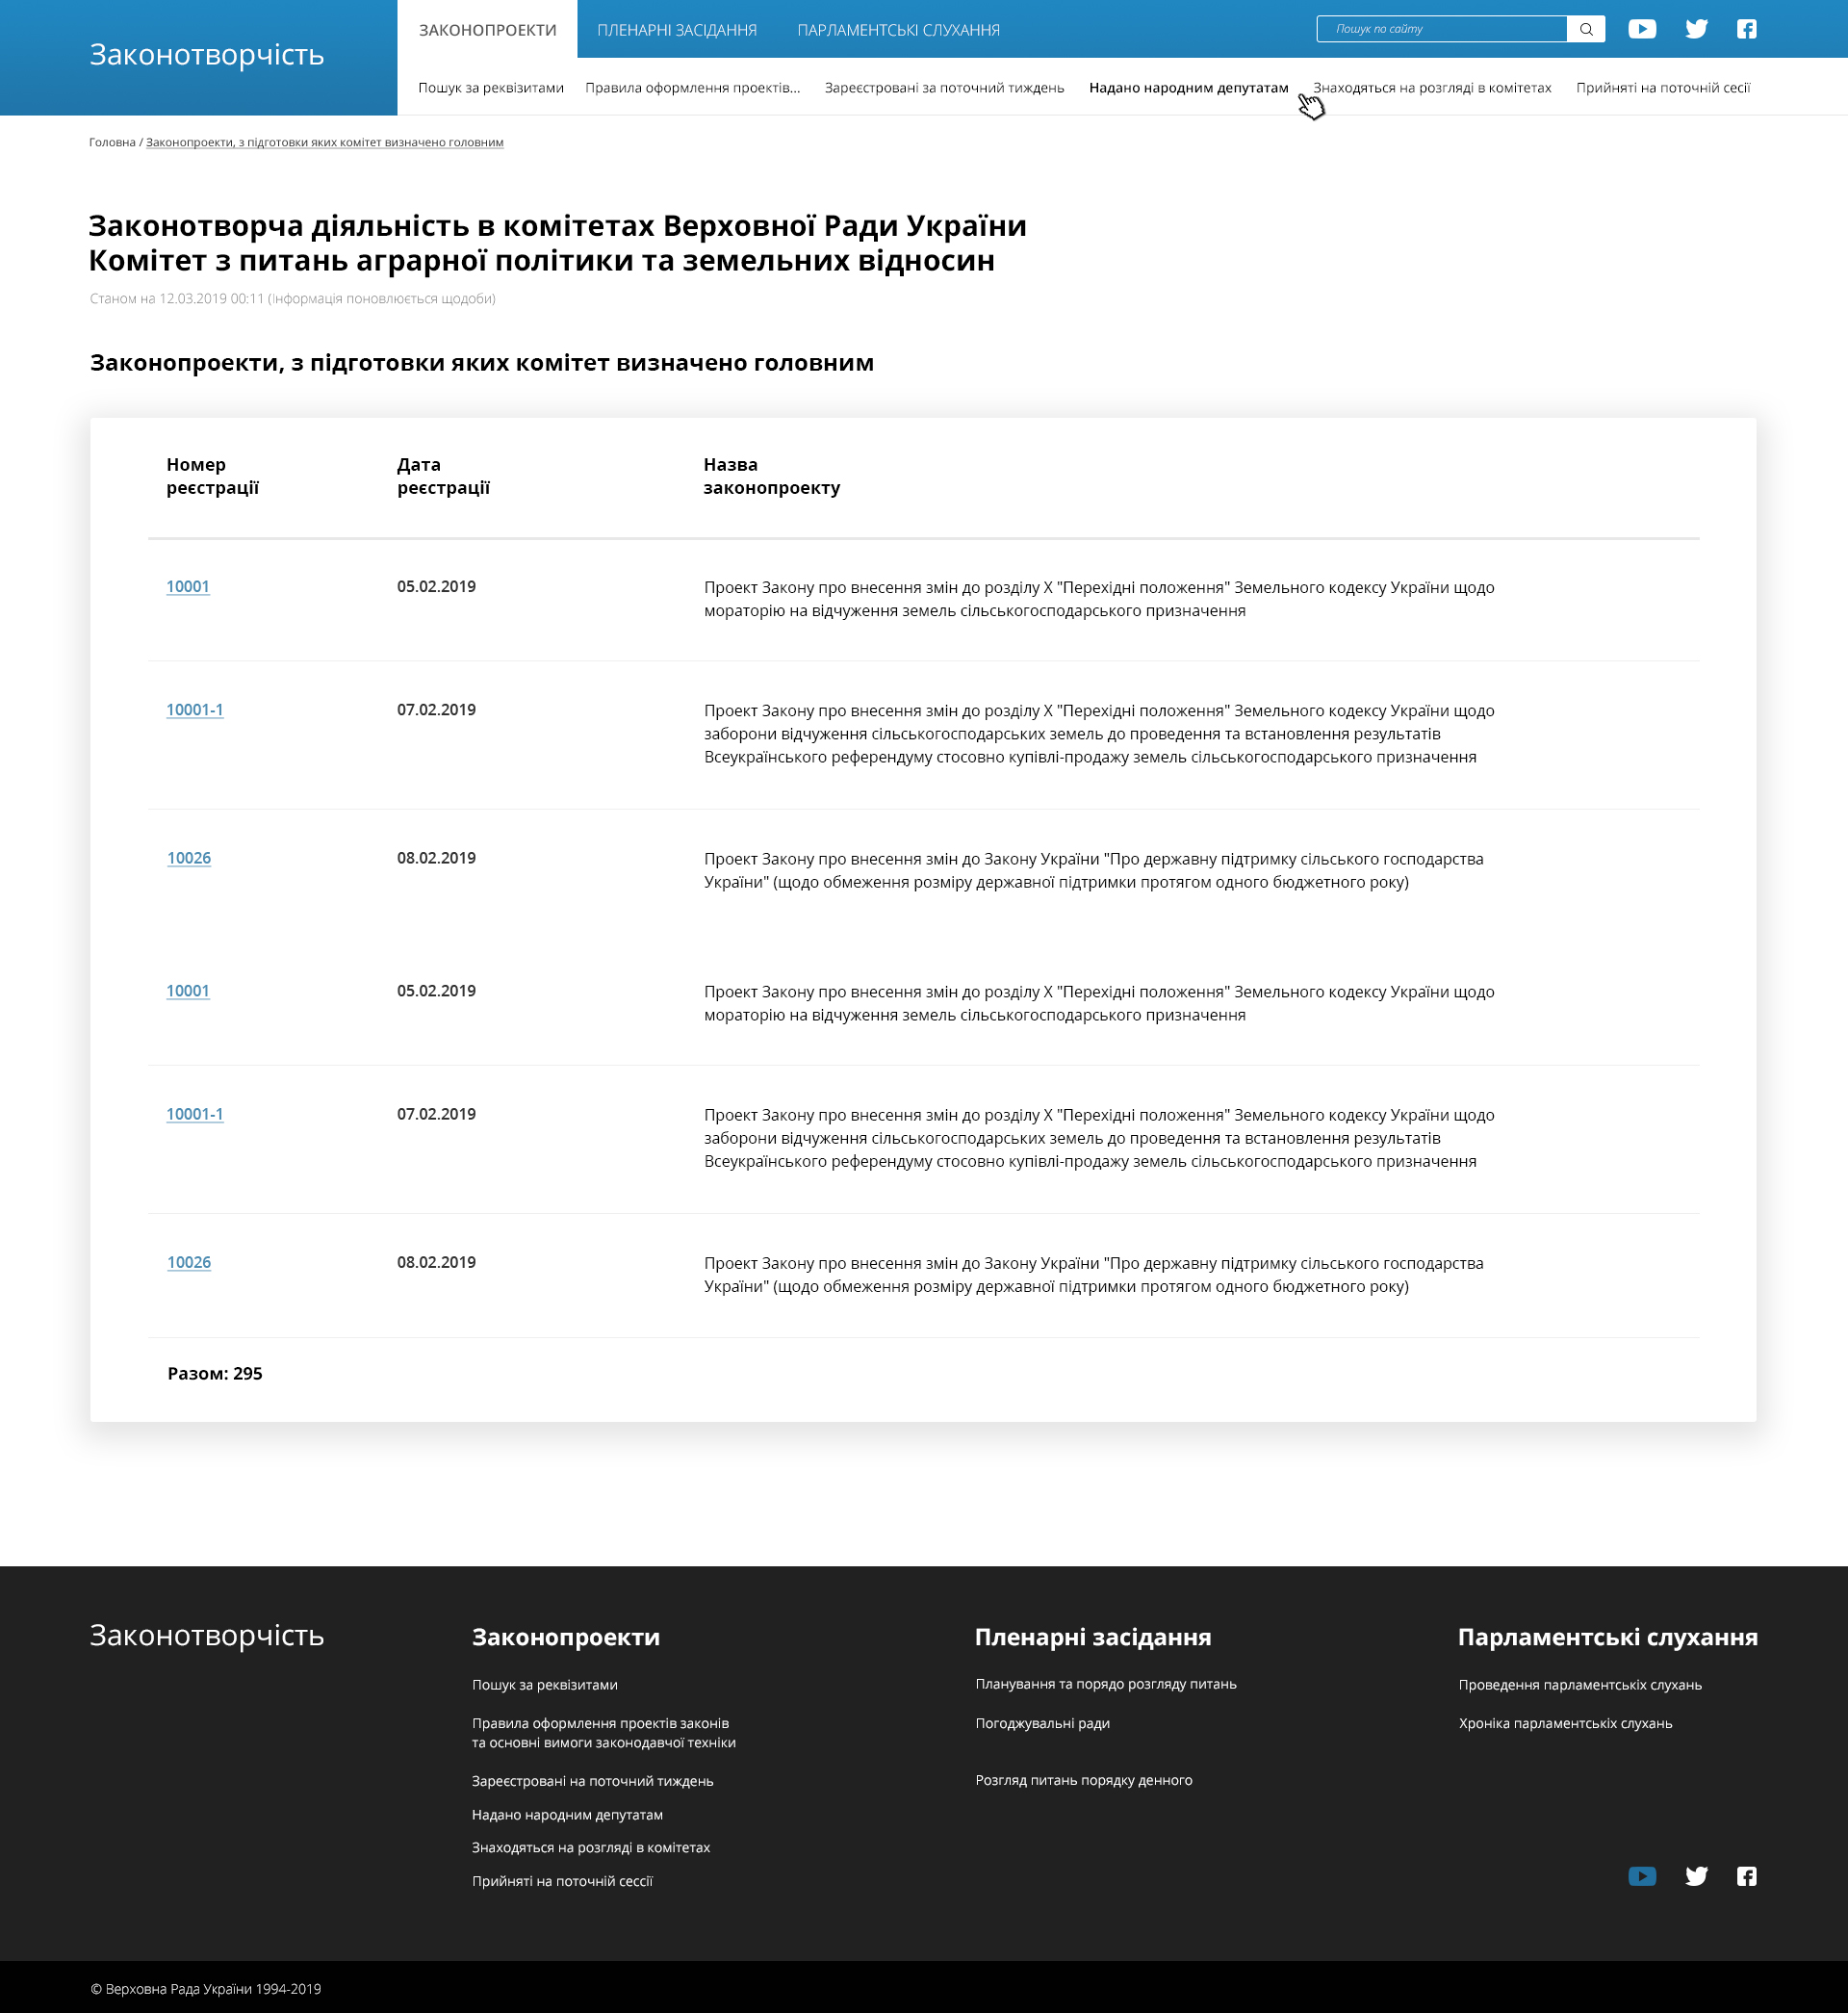 Законотворчість
ЗАКОНОПРОЕКТИ
ПЛЕНАРНІ ЗАСІДАННЯ
ПАРЛАМЕНТСЬКІ СЛУХАННЯ
Пошук по сайту
Пошук за реквізитами
Правила оформлення проектів...
Зареєстровані за поточний тиждень
Надано народним депутатам
Знаходяться на розгляді в комітетах
Прийняті на поточній сесії
Головна / Законопроекти, з підготовки яких комітет визначено головним
Законотворча діяльність в комітетах Верховної Ради України
Комітет з питань аграрної політики та земельних відносин
Станом на 12.03.2019 00:11 (Інформація поновлюється щодоби)
Законопроекти, з підготовки яких комітет визначено головним
Номер
реєстрації
Дата
реєстрації
Назва
законопроекту
10001
05.02.2019
Проект Закону про внесення змін до розділу X "Перехідні положення" Земельного кодексу України щодо
мораторію на відчуження земель сільськогосподарського призначення
10001-1
07.02.2019
Проект Закону про внесення змін до розділу X "Перехідні положення" Земельного кодексу України щодо
заборони відчуження сільськогосподарських земель до проведення та встановлення результатів
Всеукраїнського референдуму стосовно купівлі-продажу земель сільськогосподарського призначення
10026
08.02.2019
Проект Закону про внесення змін до Закону України "Про державну підтримку сільського господарства
України" (щодо обмеження розміру державної підтримки протягом одного бюджетного року)
10001
05.02.2019
Проект Закону про внесення змін до розділу X "Перехідні положення" Земельного кодексу України щодо
мораторію на відчуження земель сільськогосподарського призначення
10001-1
07.02.2019
Проект Закону про внесення змін до розділу X "Перехідні положення" Земельного кодексу України щодо
заборони відчуження сільськогосподарських земель до проведення та встановлення результатів
Всеукраїнського референдуму стосовно купівлі-продажу земель сільськогосподарського призначення
10026
08.02.2019
Проект Закону про внесення змін до Закону України "Про державну підтримку сільського господарства
України" (щодо обмеження розміру державної підтримки протягом одного бюджетного року)
Разом: 295
Законотворчість
Законопроекти
Пошук за реквізитами
Правила оформлення проектів законів
та основні вимоги законодавчої техніки
Зареєстровані на поточний тиждень
Надано народним депутатам
Знаходяться на розгляді в комітетах
Прийняті на поточній сессії
Пленарні засідання
Планування та порядо розгляду питань
Погоджувальні ради
Розгляд питань порядку денного
Парламентські слухання
Проведення парламентськіх слухань
Хроніка парламентськіх слухань
© Верховна Рада України 1994-2019